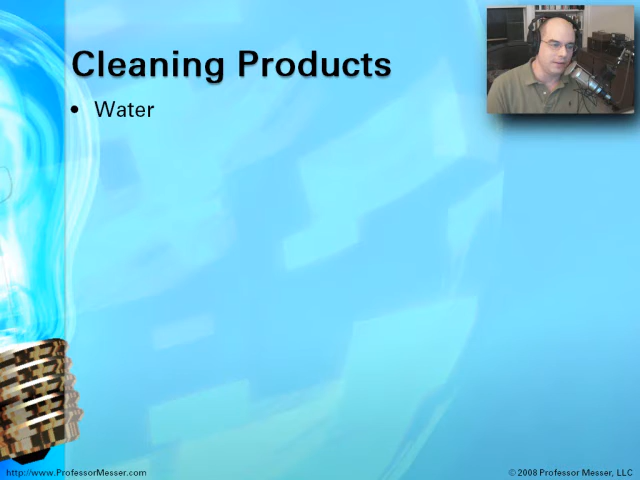 Cleaning Products
• Water
http://www.ProfessorMesser.com
© 2008 Professor Messer, LLC